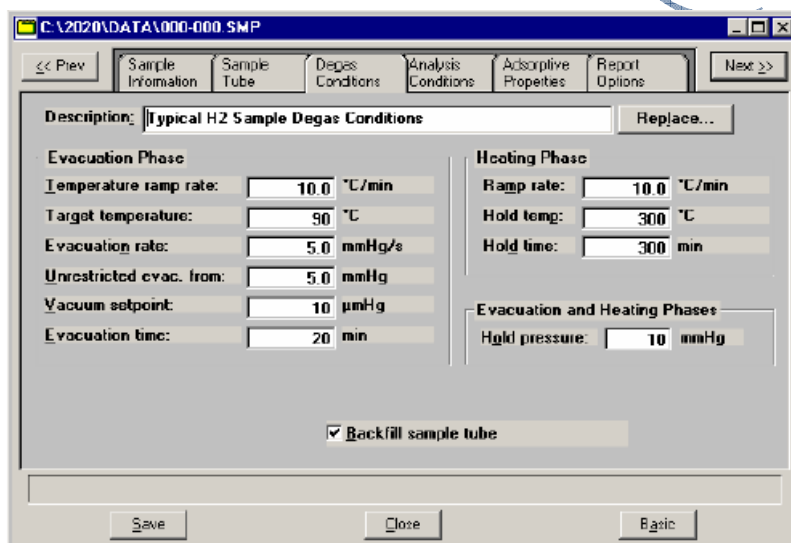 C:\2020\DATA\000-000.SMP
<< Prev
Sample Information
Sample Tube
Degas Conditions
Analysis Conditions
Adsorptive Properties
Report Options
Next >>
Description: Typical H2 Sample Degas Conditions
Replace...
Evacuation Phase
Temperature ramp rate: 10.0 °C/min
Target temperature: 90 °C
Evacuation rate: 5.0 mmHg/s
Unrestricted evac. from: 5.0 mmHg
Vacuum setpoint: 10 µmHg
Evacuation time: 20 min
Heating Phase
Ramp rate: 10.0 °C/min
Hold temp: 300 °C
Hold time: 300 min
Evacuation and Heating Phases
Hold pressure: 10 mmHg
Backfill sample tube
Save
Close
Basic